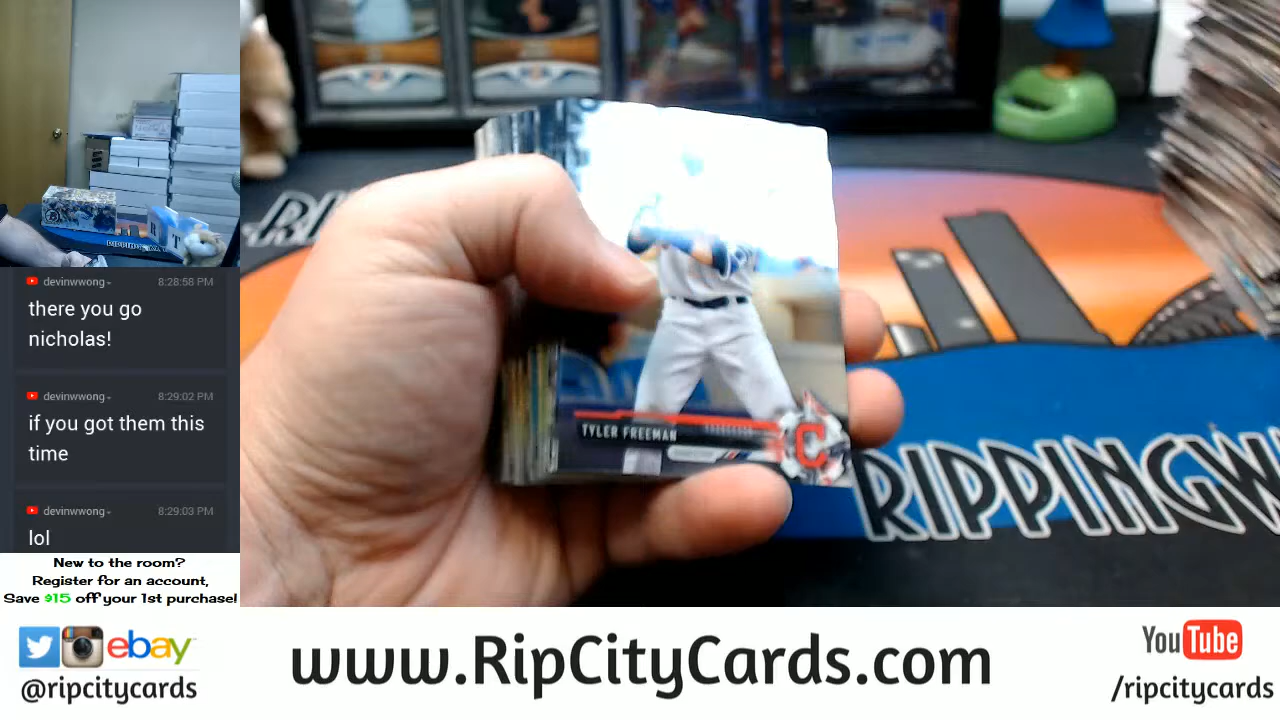 devinwwong
8:28:58 PM
there you go
nicholas!
devinwwong
8:29:02 PM
if you got them this
time
devinwwong
8:29:03 PM
lol
New to the room?
Register for an account,
Save $15 off your 1st purchase!
TYLER FREEMAN
C
RIPPINGW
ebay
@ripcitycards
www.RipCityCards.com
YouTube
/ripcitycards